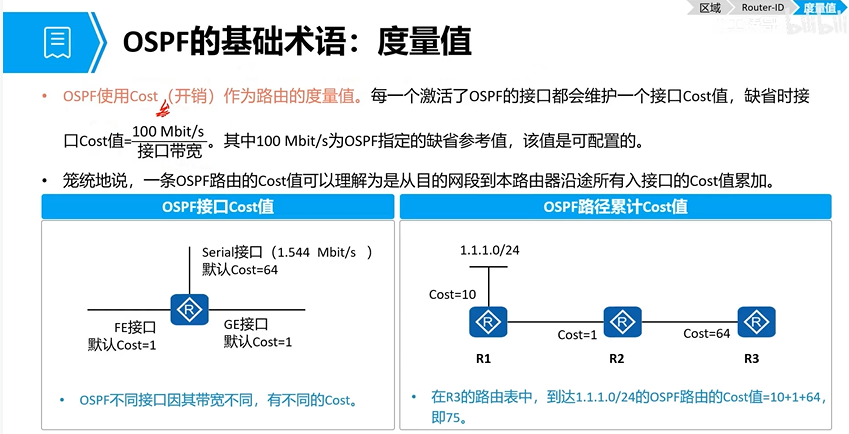 区域
Router-ID
度量值
bilibili
OSPF的基础术语：度量值
• OSPF使用Cost（开销）作为路由的度量值。每一个激活了OSPF的接口都会维护一个接口Cost值，缺省时接
口Cost值=100 Mbit/s/接口带宽。其中100 Mbit/s为OSPF指定的缺省参考值，该值是可配置的。
• 笼统地说，一条OSPF路由的Cost值可以理解为是从目的网段到本路由器沿途所有入接口的Cost值累加。
OSPF接口Cost值
Serial接口（1.544 Mbit/s ）
默认Cost=64
R
FE接口
默认Cost=1
GE接口
默认Cost=1
• OSPF不同接口因其带宽不同，有不同的Cost。
OSPF路径累计Cost值
1.1.1.0/24
Cost=10
R
R
R
Cost=1
Cost=64
R1
R2
R3
• 在R3的路由表中，到达1.1.1.0/24的OSPF路由的Cost值=10+1+64，
即75。